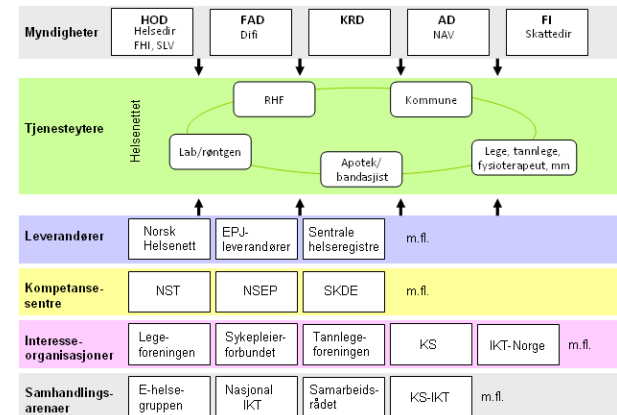 Myndigheter
HOD
Helsedir
FHI, SLV
FAD
Difi
KRD
AD
NAV
FI
Skattedir
Tjenesteytere
Helsenettet
RHF
Kommune
Lab/røntgen
Apotek/
bandasjist
Lege, tannlege,
fysioterapeut, mm
Leverandører
Norsk
Helsenett
EPJ-
leverandører
Sentrale
helseregistre
m.fl.
Kompetanse-
sentre
NST
NSEP
SKDE
m.fl.
Interesse-
organisasjoner
Lege-
foreningen
Sykepleier-
forbundet
Tannlege-
foreningen
KS
IKT-Norge
m.fl.
Samhandlings-
arenaer
E-helse-
gruppen
Nasjonal
IKT
Samarbeids-
rådet
KS-IKT
m.fl.